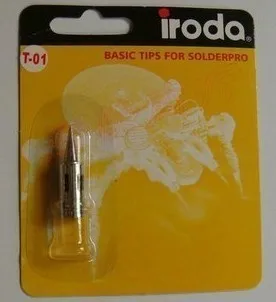 iroda®
T-01
BASIC TIPS FOR SOLDERPRO